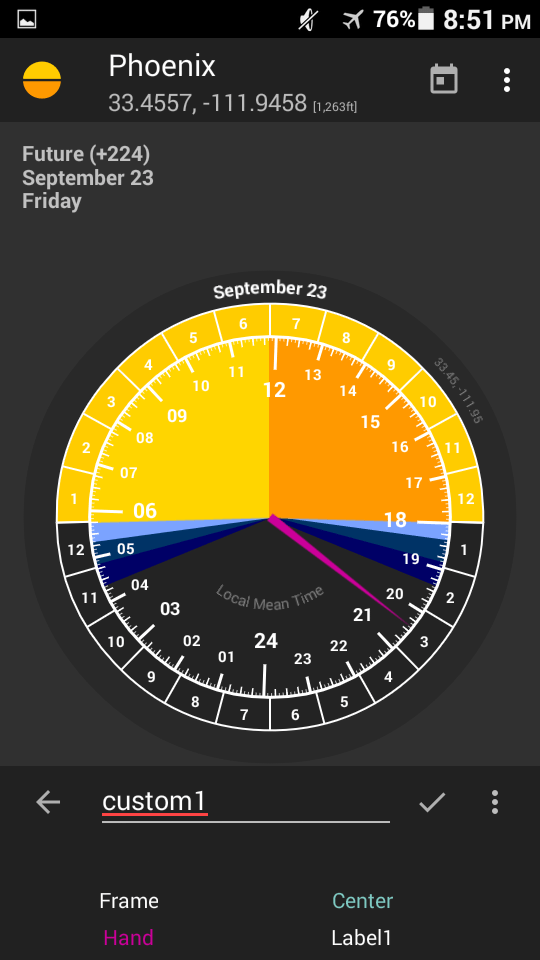 76% 8:51 PM
Phoenix
33.4557, -111.9458 [1,263ft]
Future (+224)
September 23
Friday
September 23
33.45, -111.95
1 2 3 4 5 6 7 8 9 10 11 12
1 2 3 4 5 6 7 8 9 10 11 12
06 07 08 09 10 11 12 13 14 15 16 17 18
19 20 21 22 23 24 01 02 03 04 05
Local Mean Time
custom1
Frame Center
Hand Label1